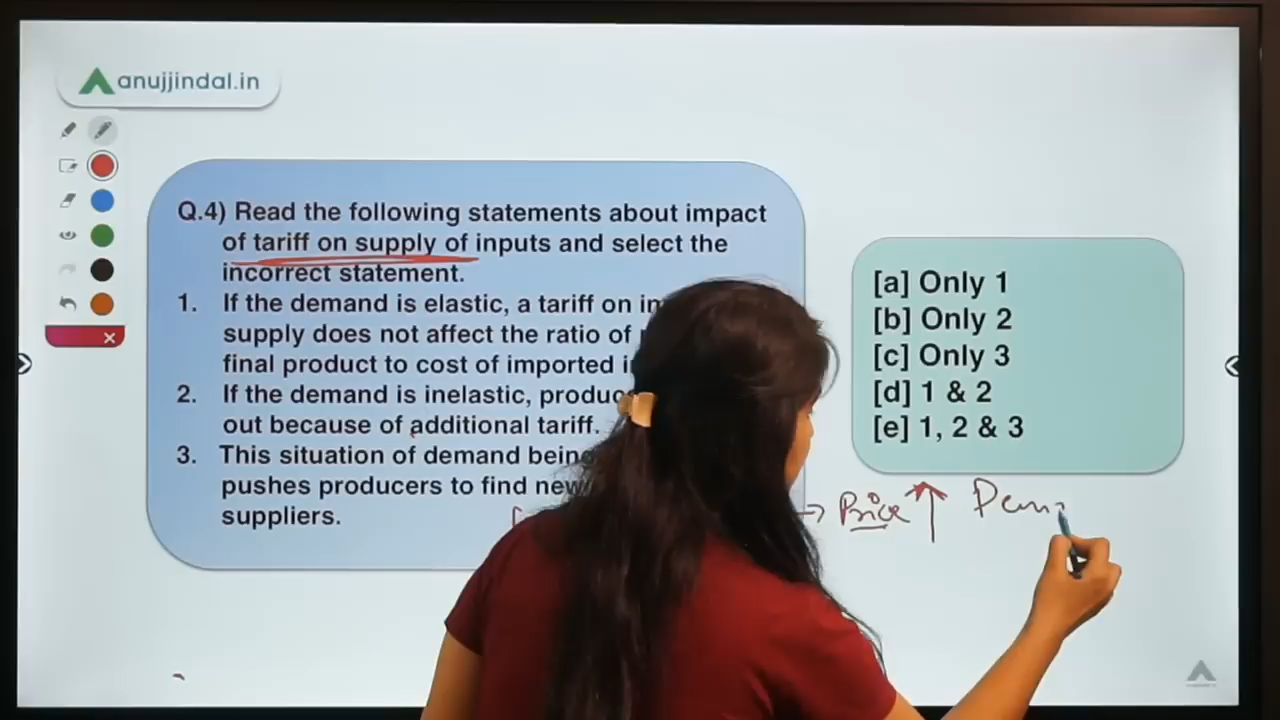 anujjindal.in
Q.4) Read the following statements about impact
of tariff on supply of inputs and select the
incorrect statement.
1. If the demand is elastic, a tariff on
supply does not affect the ratio of
final product to cost of imported
2. If the demand is inelastic,
out because of additional tariff.
3. This situation of demand
pushes producers to find new
suppliers.
[a] Only 1
[b] Only 2
[c] Only 3
[d] 1 & 2
[e] 1, 2 & 3
→ Price ↑